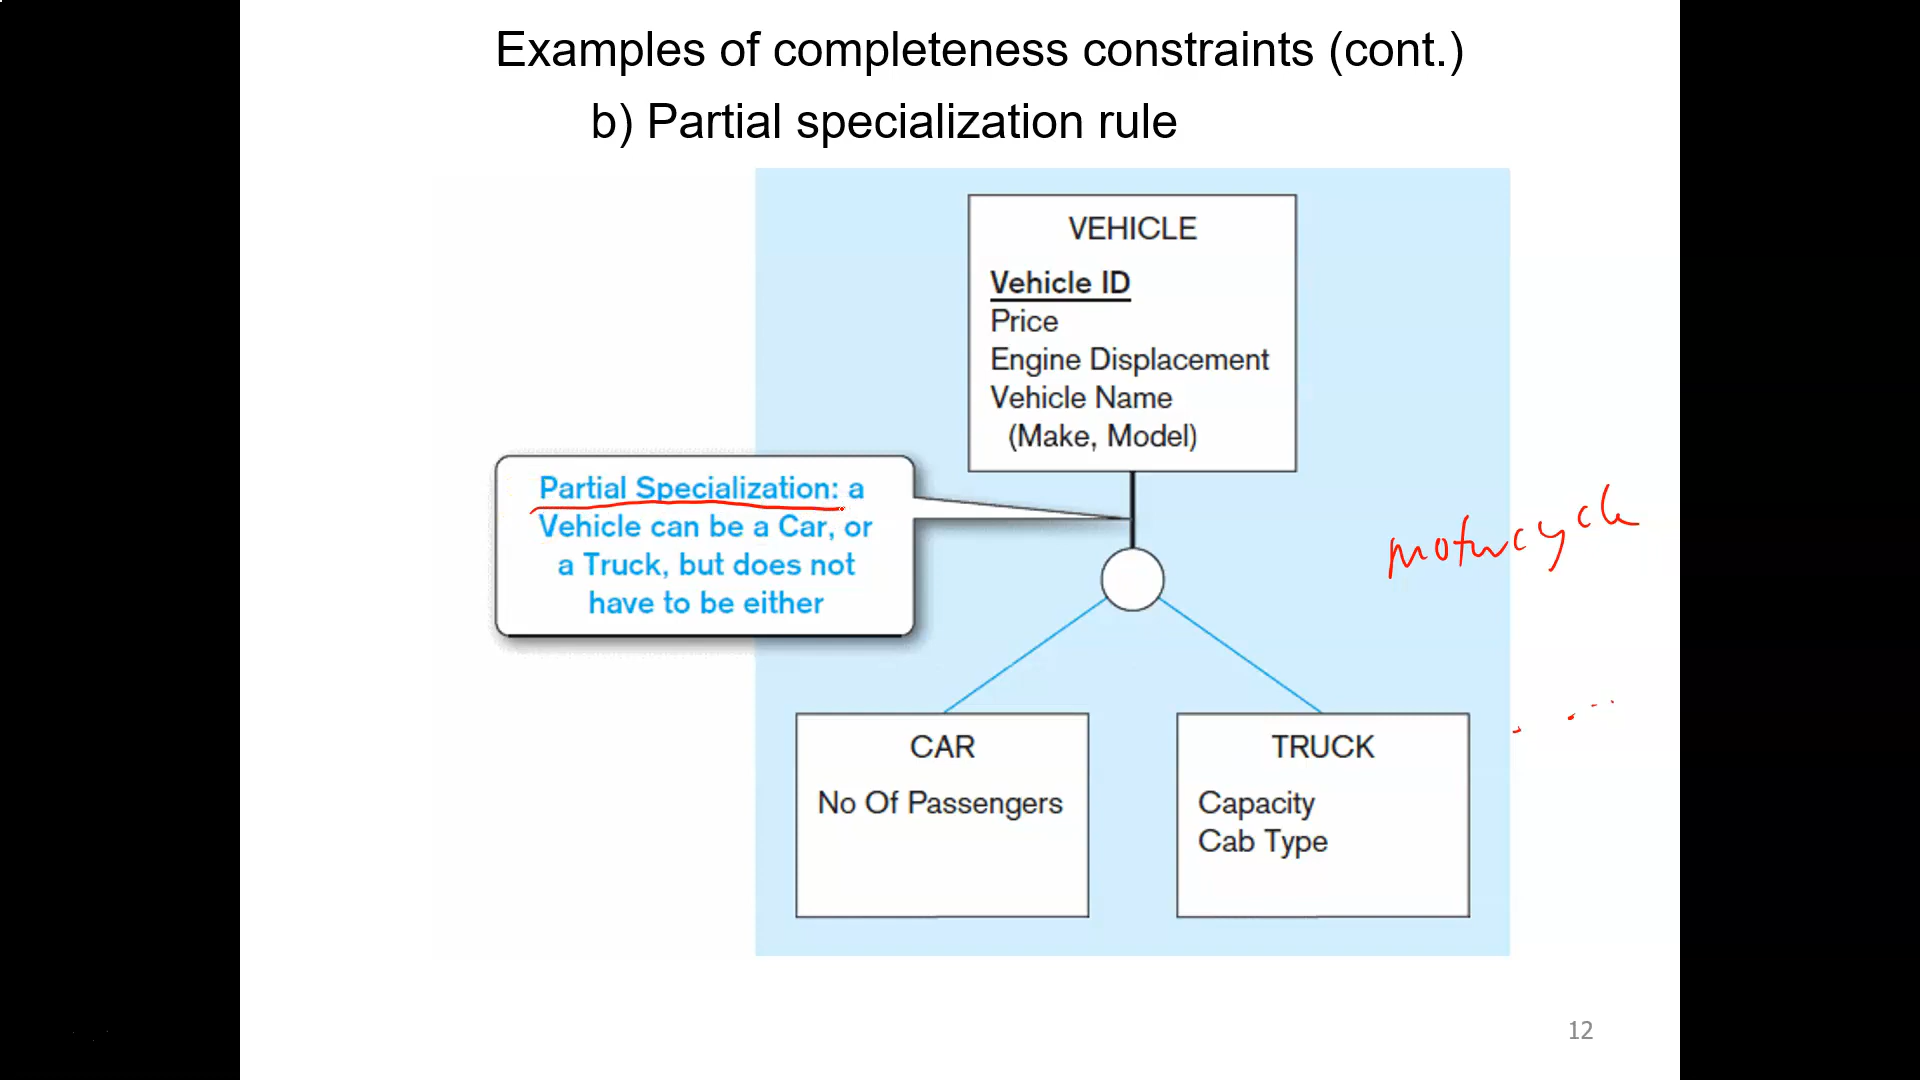 Examples of completeness constraints (cont.)
b) Partial specialization rule
VEHICLE
Vehicle ID
Price
Engine Displacement
Vehicle Name
(Make, Model)
Partial Specialization: a
Vehicle can be a Car, or
a Truck, but does not
have to be either
motorcycle
CAR
No Of Passengers
TRUCK
Capacity
Cab Type
12